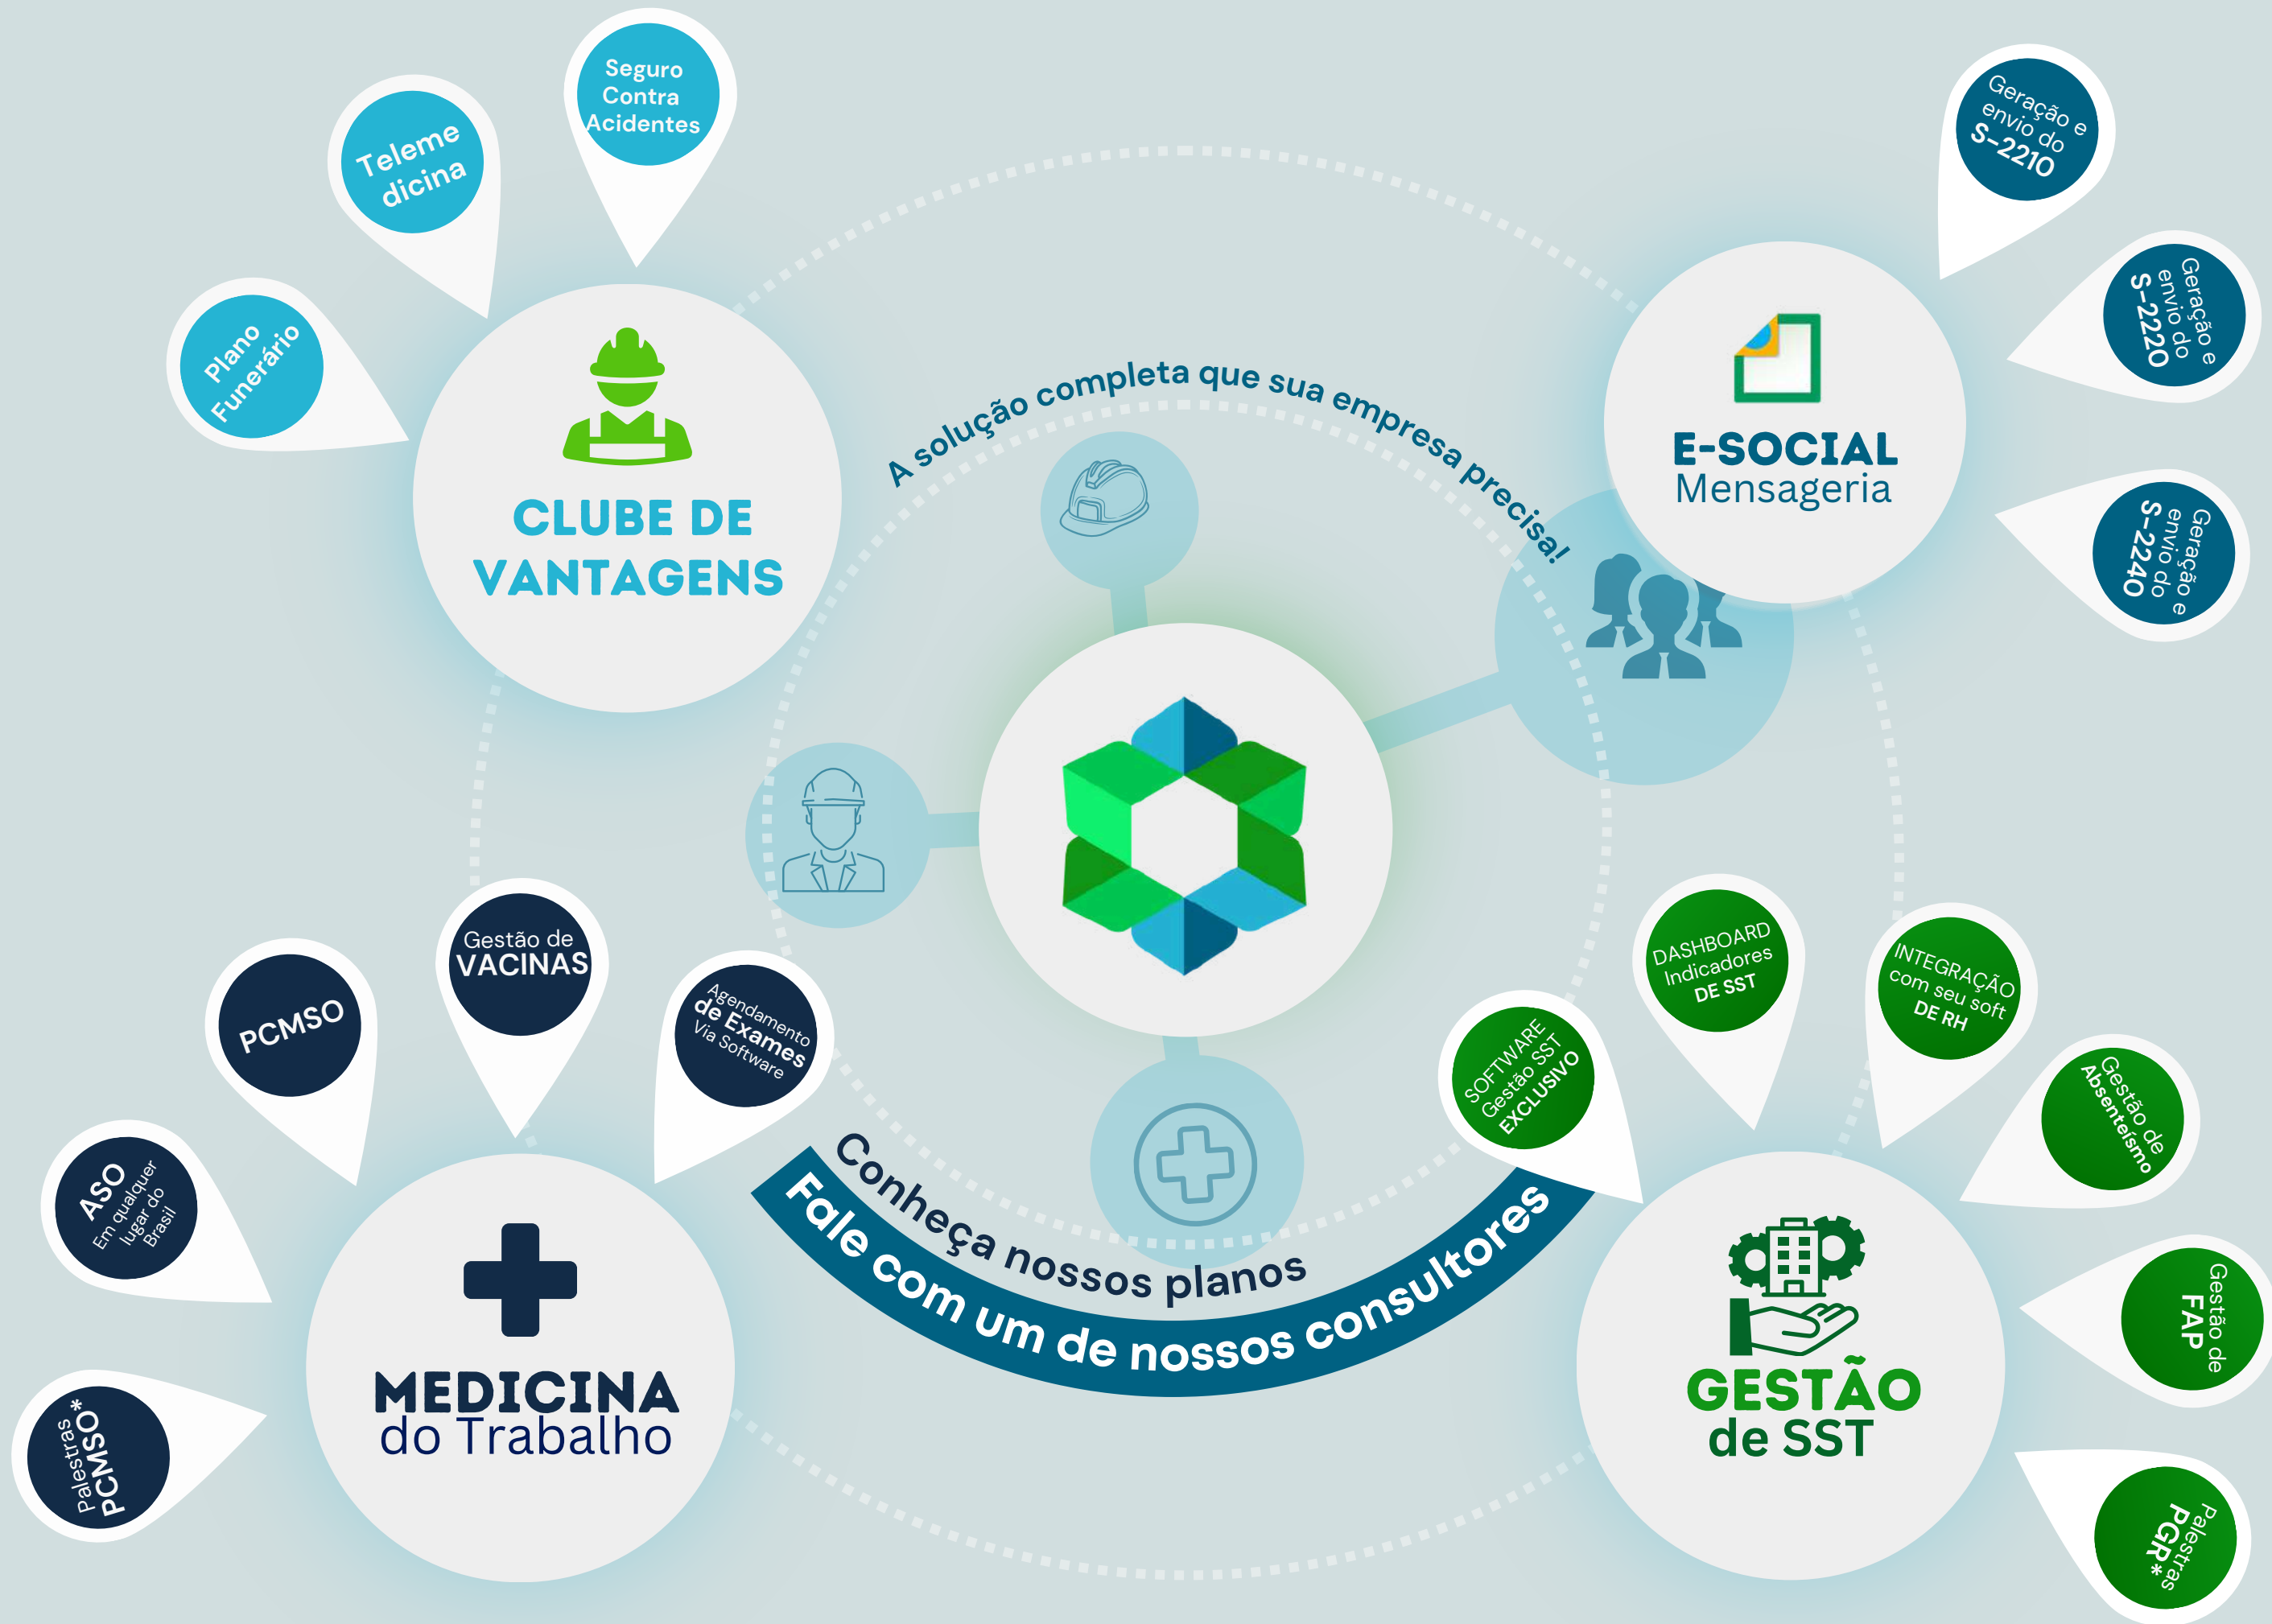 Seguro
Contra
Acidentes
Teleme
dicina
Plano
Funerário
CLUBE DE
VANTAGENS
A solução completa que sua empresa precisa!
Geração e
envio do
S-2210
Geração e
envio do
S-2220
Geração e
envio do
S-2240
E-SOCIAL
Mensageria
Gestão de
VACINAS
PCMSO
Agendamento
de Exames
Via Software
ASO
Em qualquer
lugar do
Brasil
Palestras
PCMSO*
MEDICINA
do Trabalho
Conheça nossos planos
Fale com um de nossos consultores
SOFTWARE
Gestão SST
EXCLUSIVO
DASHBOARD
Indicadores
DE SST
INTEGRAÇÃO
com seu soft
DE RH
Gestão de
Absenteísmo
Gestão de
FAP
Palestras
PGR*
GESTÃO
de SST